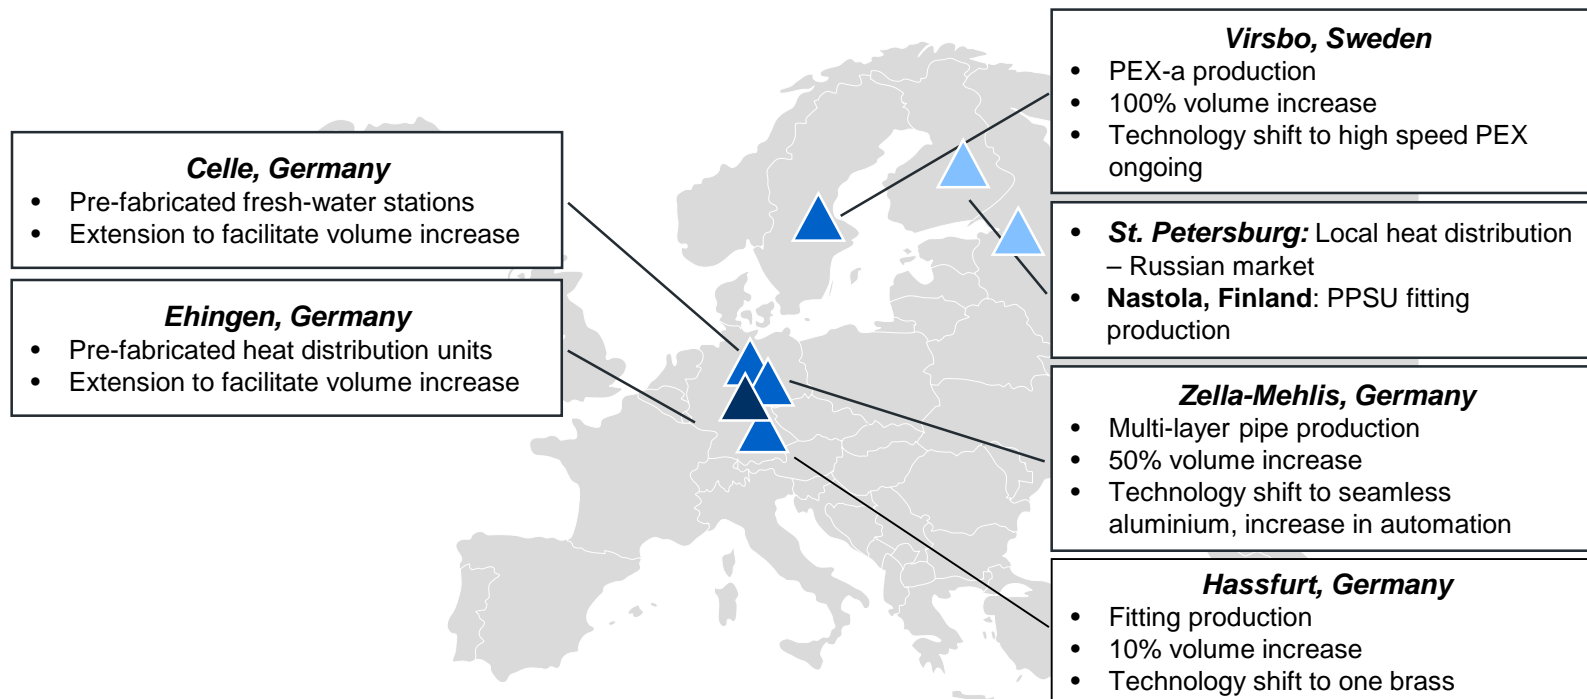 Celle, Germany
• Pre-fabricated fresh-water stations
• Extension to facilitate volume increase
Ehingen, Germany
• Pre-fabricated heat distribution units
• Extension to facilitate volume increase
Virsbo, Sweden
• PEX-a production
• 100% volume increase
• Technology shift to high speed PEX
ongoing
• St. Petersburg: Local heat distribution
– Russian market
• Nastola, Finland: PPSU fitting
production
Zella-Mehlis, Germany
• Multi-layer pipe production
• 50% volume increase
• Technology shift to seamless
aluminium, increase in automation
Hassfurt, Germany
• Fitting production
• 10% volume increase
• Technology shift to one brass